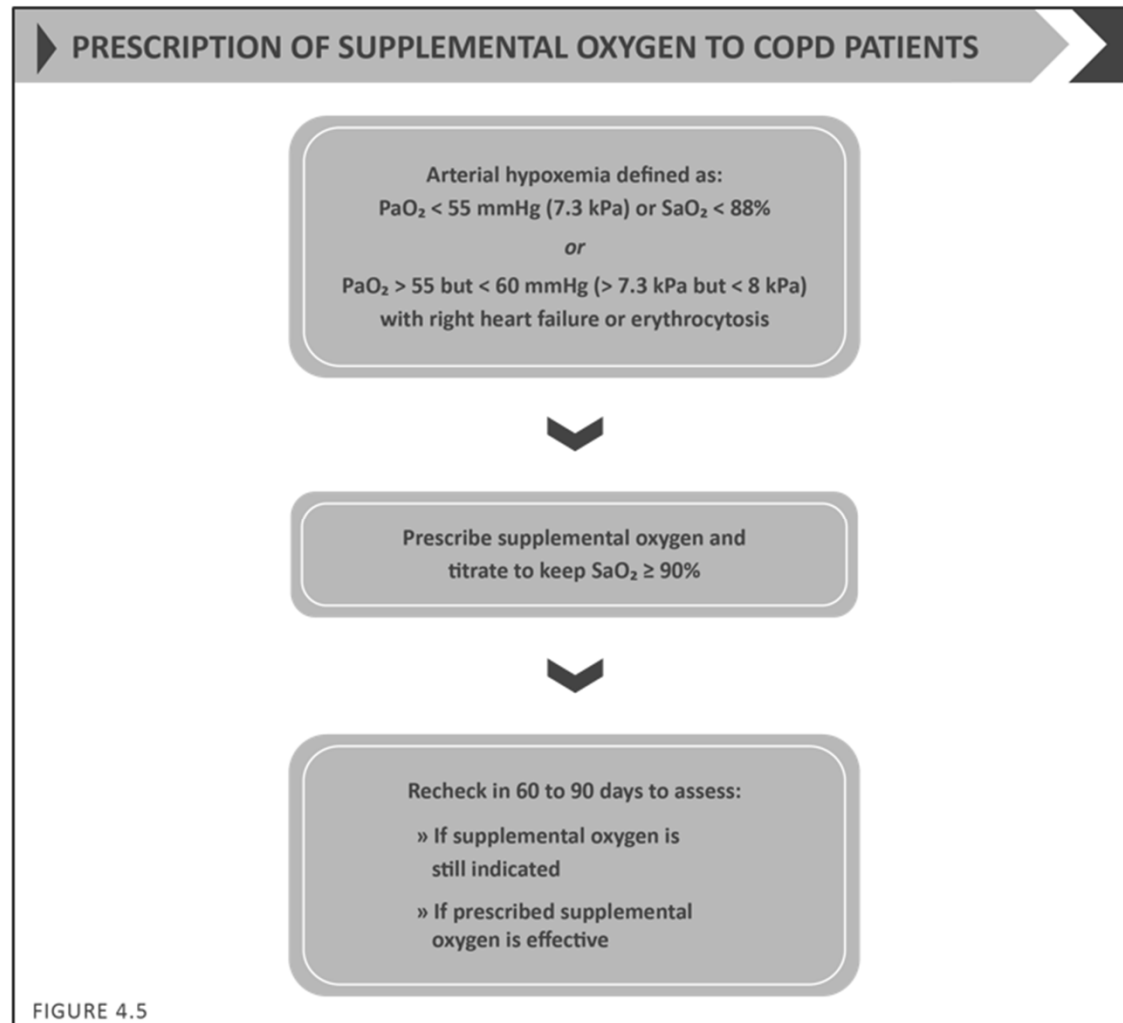 PRESCRIPTION OF SUPPLEMENTAL OXYGEN TO COPD PATIENTS
Arterial hypoxemia defined as:
PaO₂ < 55 mmHg (7.3 kPa) or SaO₂ < 88%
or
PaO₂ > 55 but < 60 mmHg (> 7.3 kPa but < 8 kPa)
with right heart failure or erythrocytosis
Prescribe supplemental oxygen and
titrate to keep SaO₂ ≥ 90%
Recheck in 60 to 90 days to assess:
» If supplemental oxygen is
still indicated
» If prescribed supplemental
oxygen is effective
FIGURE 4.5